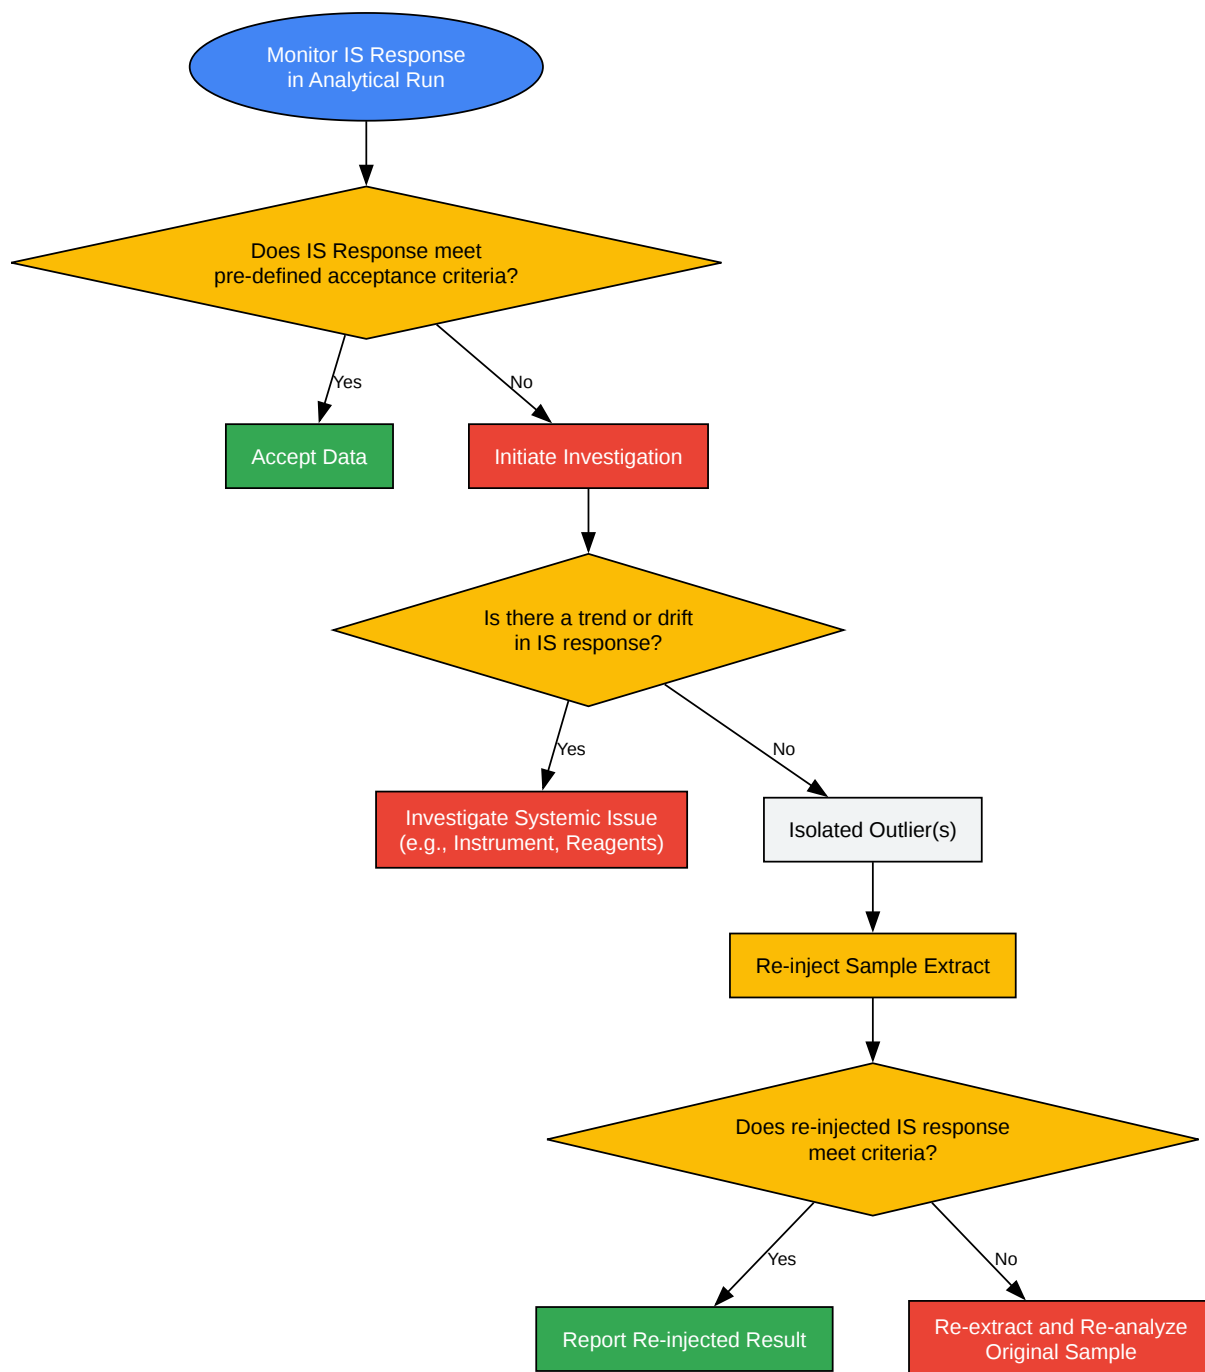 Monitor IS Response
in Analytical Run
Does IS Response meet
pre-defined acceptance criteria?
Yes
No
Accept Data
Initiate Investigation
Is there a trend or drift
in IS response?
Yes
No
Investigate Systemic Issue
(e.g., Instrument, Reagents)
Isolated Outlier(s)
Re-inject Sample Extract
Does re-injected IS response
meet criteria?
Yes
No
Report Re-injected Result
Re-extract and Re-analyze
Original Sample